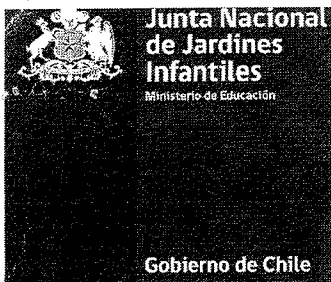 Junta Nacional
de Jardines
Infantiles
Ministerio de Educación
Gobierno de Chile